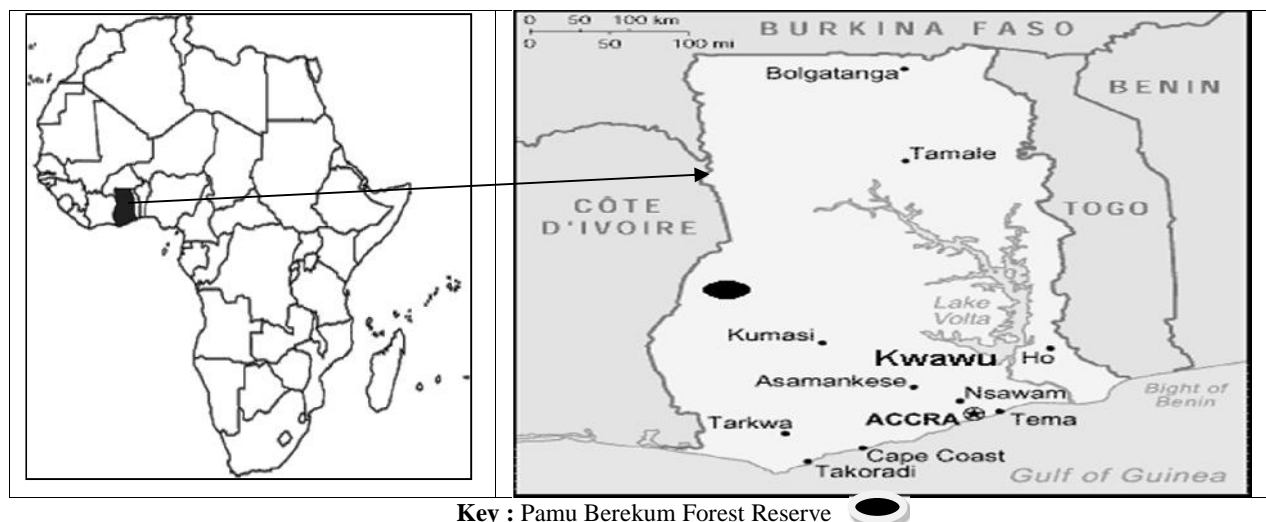 0 50 100 km
0 50 100 mi
BURKINA FASO
Bolgatanga
BENIN
Tamale
CÔTE
D'IVOIRE
TOGO
Lake
Volta
Kumasi
Kwawu
Ho
Asamankese
Nsawam
Bight of
Benin
ACCRA
Tema
Tarkwa
Cape Coast
Takoradi
Gulf of Guinea
Key : Pamu Berekum Forest Reserve